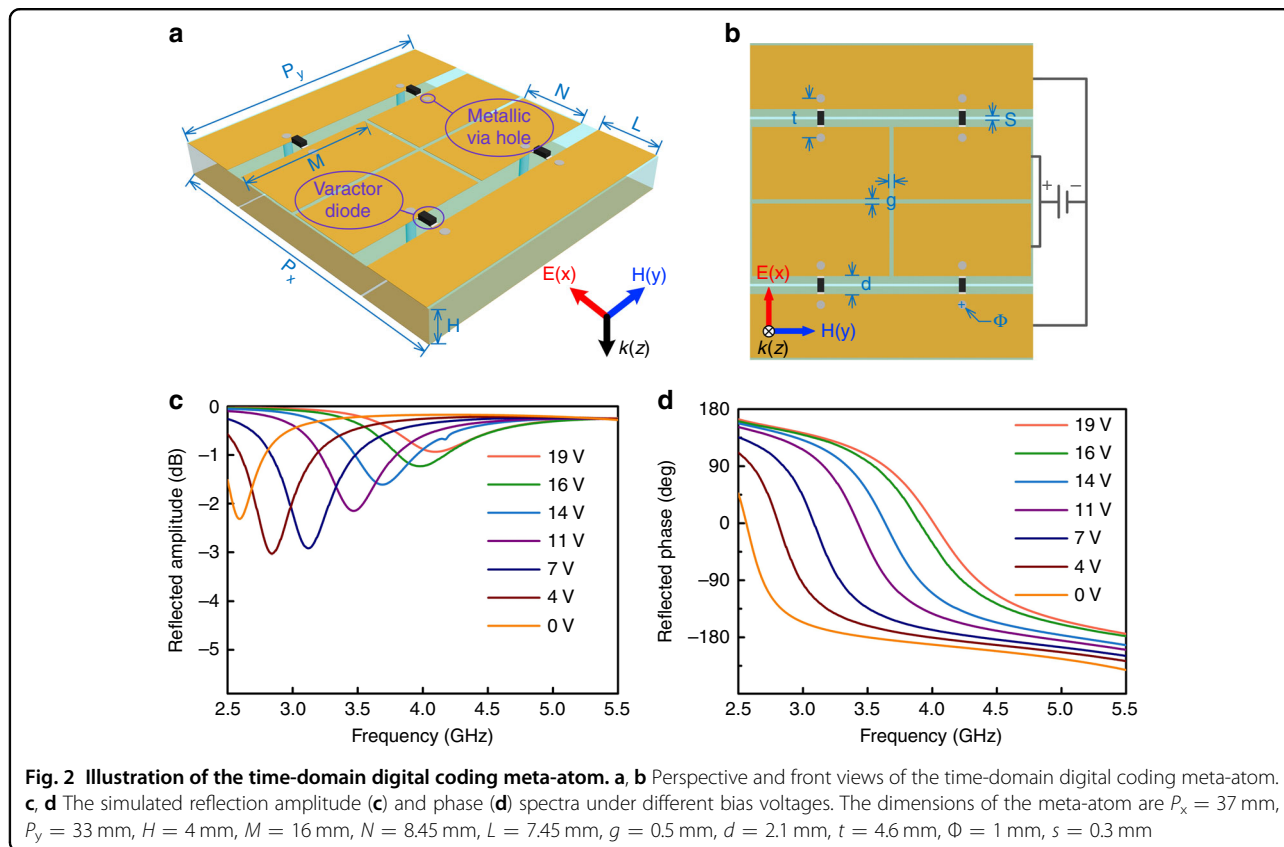 a
P_y
N
L
Metallic
via hole
M
Varactor
diode
P_x
H
E(x)
H(y)
k(z)
b
t
S
g
+ −
d
E(x)
H(y)
k(z)
+
Φ
c
0
−1
−2
−3
−4
−5
Reflected amplitude (dB)
19 V
16 V
14 V
11 V
7 V
4 V
0 V
2.5 3.0 3.5 4.0 4.5 5.0 5.5
Frequency (GHz)
d
180
90
0
−90
−180
Reflected phase (deg)
19 V
16 V
14 V
11 V
7 V
4 V
0 V
2.5 3.0 3.5 4.0 4.5 5.0 5.5
Frequency (GHz)
Fig. 2 Illustration of the time-domain digital coding meta-atom. a, b Perspective and front views of the time-domain digital coding meta-atom.
c, d The simulated reflection amplitude (c) and phase (d) spectra under different bias voltages. The dimensions of the meta-atom are P_x = 37 mm,
P_y = 33 mm, H = 4 mm, M = 16 mm, N = 8.45 mm, L = 7.45 mm, g = 0.5 mm, d = 2.1 mm, t = 4.6 mm, Φ = 1 mm, s = 0.3 mm